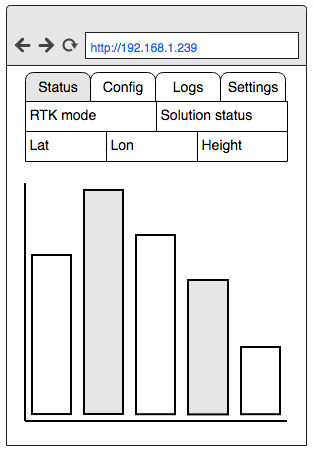 http://192.168.1.239
Status Config Logs Settings
RTK mode Solution status
Lat Lon Height